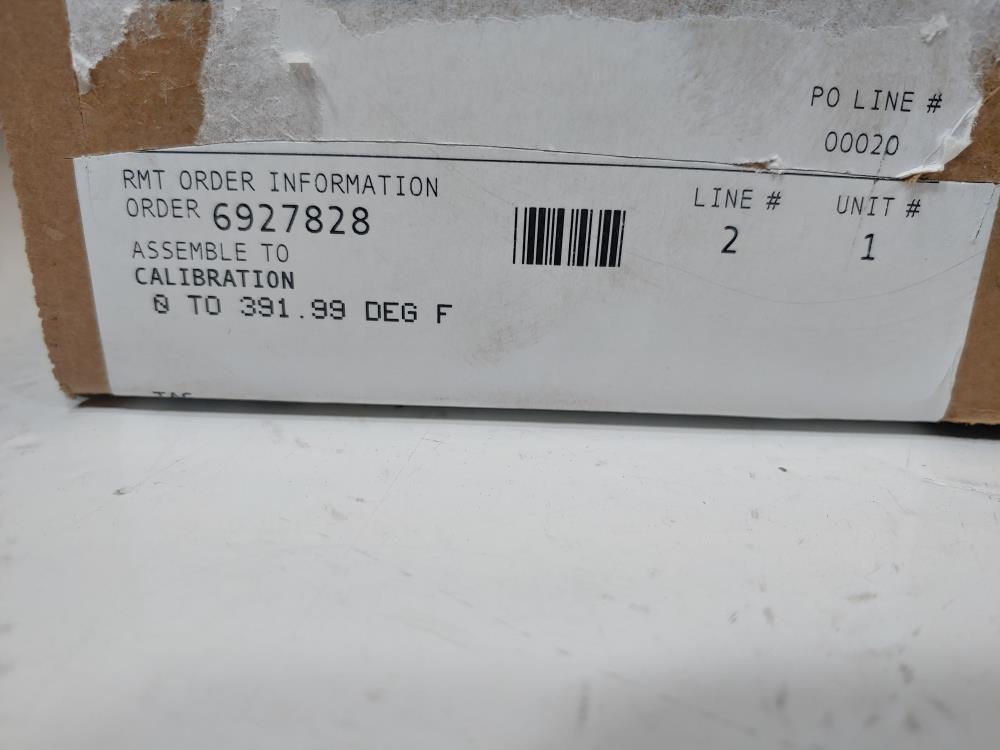 PO LINE #
00020
RMT ORDER INFORMATION
ORDER 6927828
LINE # UNIT #
2 1
ASSEMBLE TO
CALIBRATION
0 TO 391.99 DEG F